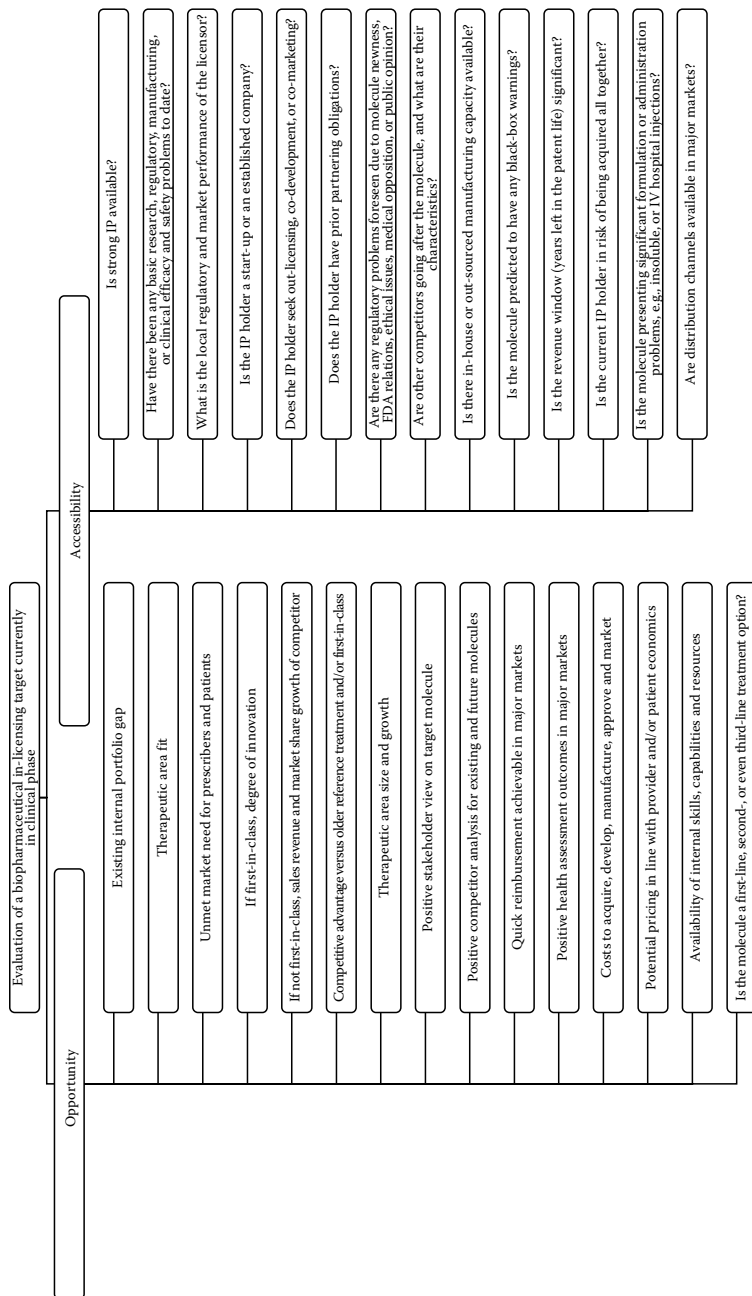 Evaluation of a biopharmaceutical in-licensing target currently
in clinical phase
Opportunity
Existing internal portfolio gap
Therapeutic area fit
Unmet market need for prescribers and patients
If first-in-class, degree of innovation
If not first-in-class, sales revenue and market share growth of competitor
Competitive advantage versus older reference treatment and/or first-in-class
Therapeutic area size and growth
Positive stakeholder view on target molecule
Positive competitor analysis for existing and future molecules
Quick reimbursement achievable in major markets
Positive health assessment outcomes in major markets
Costs to acquire, develop, manufacture, approve and market
Potential pricing in line with provider and/or patient economics
Availability of internal skills, capabilities and resources
Is the molecule a first-line, second-, or even third-line treatment option?
Accessibility
Is strong IP available?
Have there been any basic research, regulatory, manufacturing,
or clinical efficacy and safety problems to date?
What is the local regulatory and market performance of the licensor?
Is the IP holder a start-up or an established company?
Does the IP holder seek out-licensing, co-development, or co-marketing?
Does the IP holder have prior partnering obligations?
Are there any regulatory problems foreseen due to molecule newness,
FDA relations, ethical issues, medical opposition, or public opinion?
Are other competitors going after the molecule, and what are their
characteristics?
Is there in-house or out-sourced manufacturing capacity available?
Is the molecule predicted to have any black-box warnings?
Is the revenue window (years left in the patent life) significant?
Is the current IP holder in risk of being acquired all together?
Is the molecule presenting significant formulation or administration
problems, e.g., insoluble, or IV hospital injections?
Are distribution channels available in major markets?